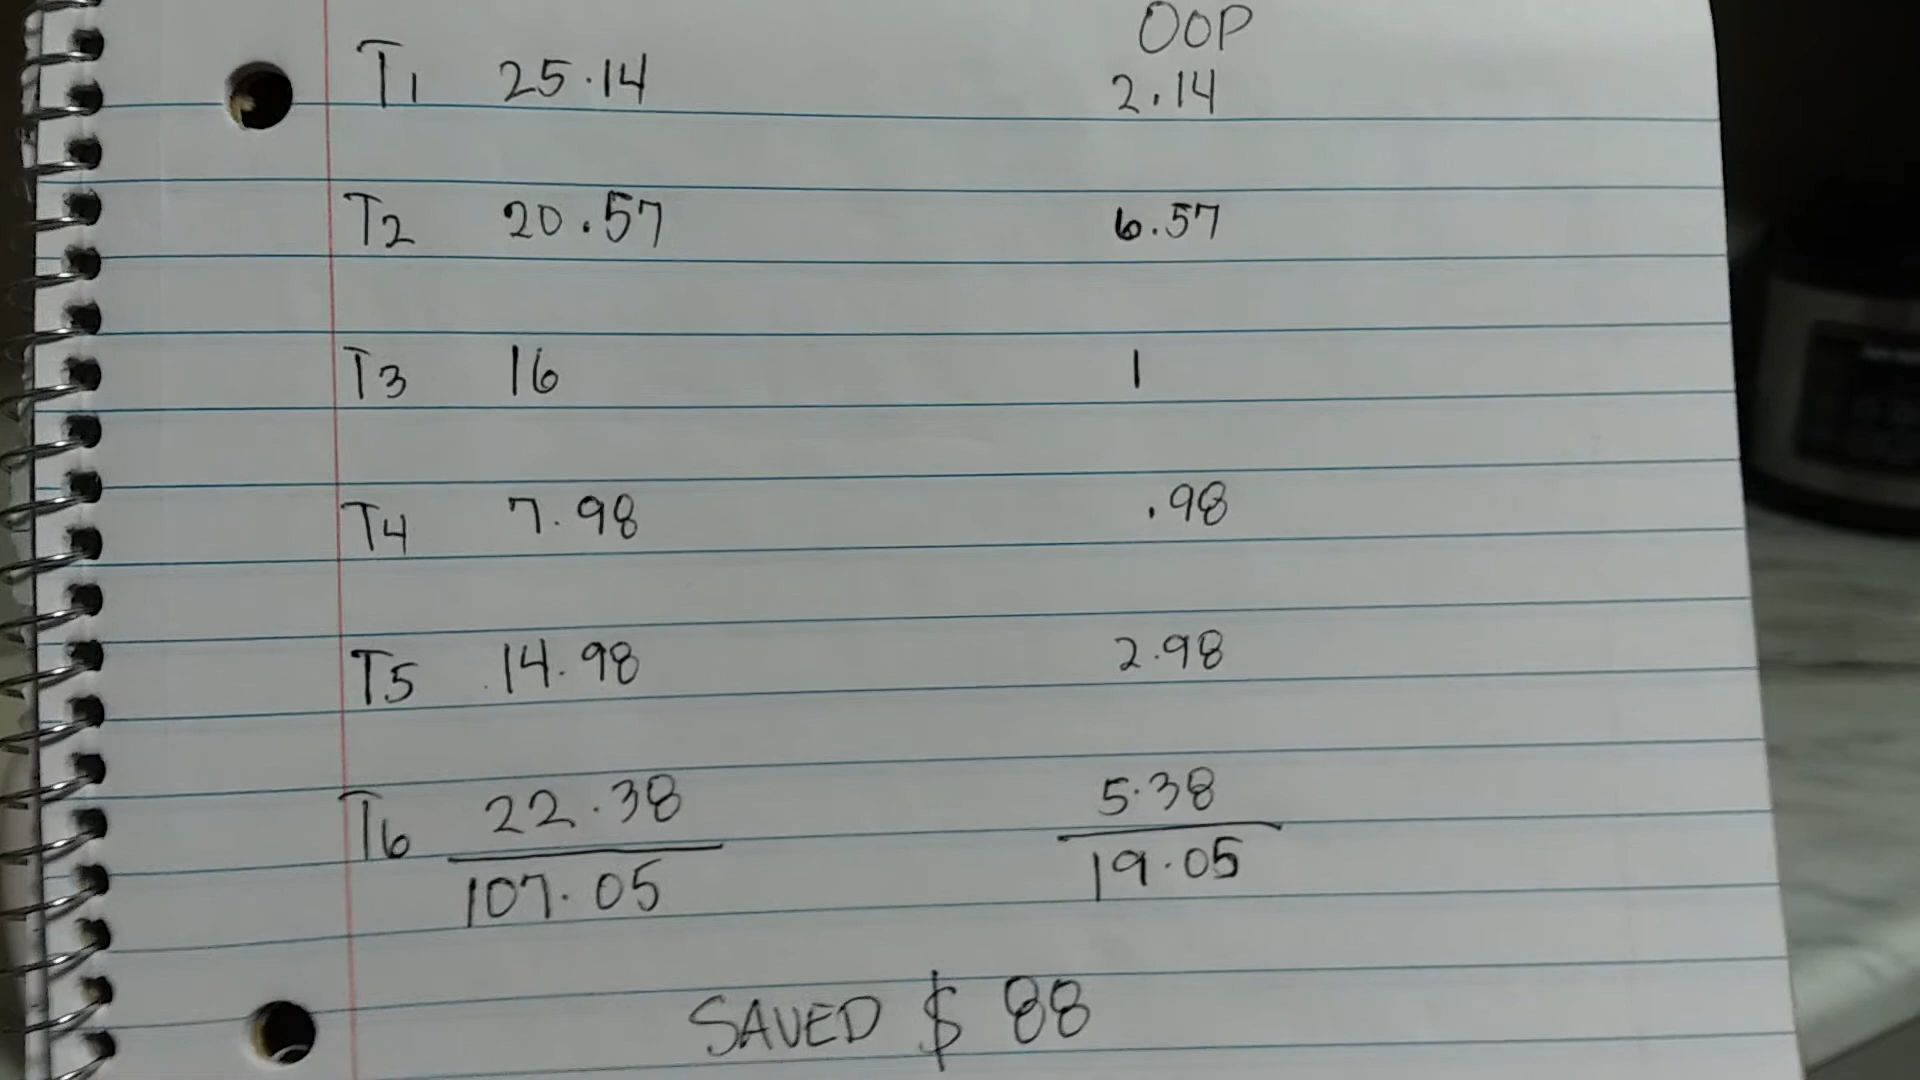 OOP
T1 25.14 2.14
T2 20.57 6.57
T3 16 1
T4 7.98 .98
T5 14.98 2.98
T6 22.38 5.38
107.05 19.05
SAVED $ 88